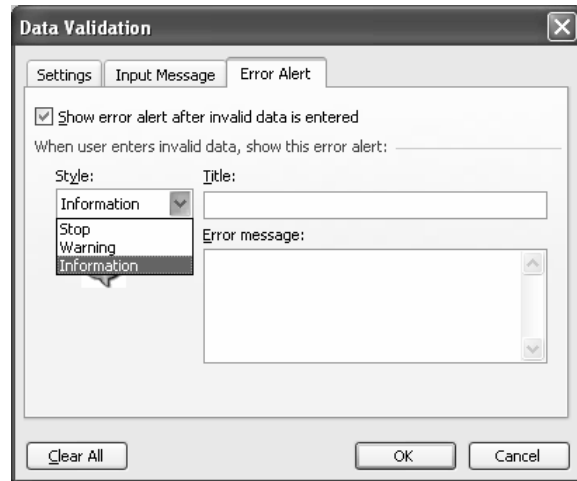 Data Validation
Settings Input Message Error Alert
Show error alert after invalid data is entered
When user enters invalid data, show this error alert:
Style: Title:
Information
Stop
Warning
Information
Error message:
Clear All OK Cancel